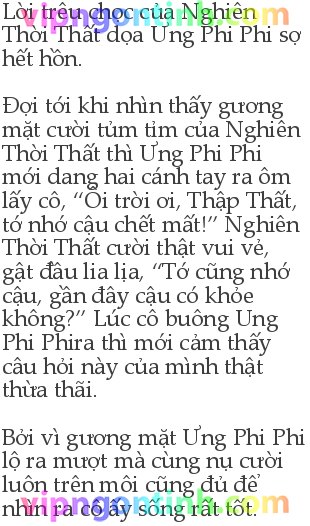 vipngontinh.com
Lời trêu chọc của Nghiên
Thời Thất dọa Ưng Phi Phi sợ
hết hồn.
Đợi tới khi nhìn thấy gương
mặt cười tủm tỉm của Nghiên
Thời Thất thì Ưng Phi Phi
mới dang hai cánh tay ra ôm
lấy cô, “Ôi trời ơi, Thập Thất,
tớ nhớ cậu chết mất!” Nghiên
Thời Thất cười thật vui vẻ,
gật đầu lia lịa, “Tớ cũng nhớ
cậu, gần đây cậu có khỏe
không?” Lúc cô buông Ưng
Phi Phira thì mới cảm thấy
câu hỏi này của mình thật
thừa thãi.
Bởi vì gương mặt Ưng Phi Phi
lộ ra mượt mà cùng nụ cười
luôn trên môi cũng đủ để
nhìn ra cô ấy sống rất tốt.
vipngontinh.com